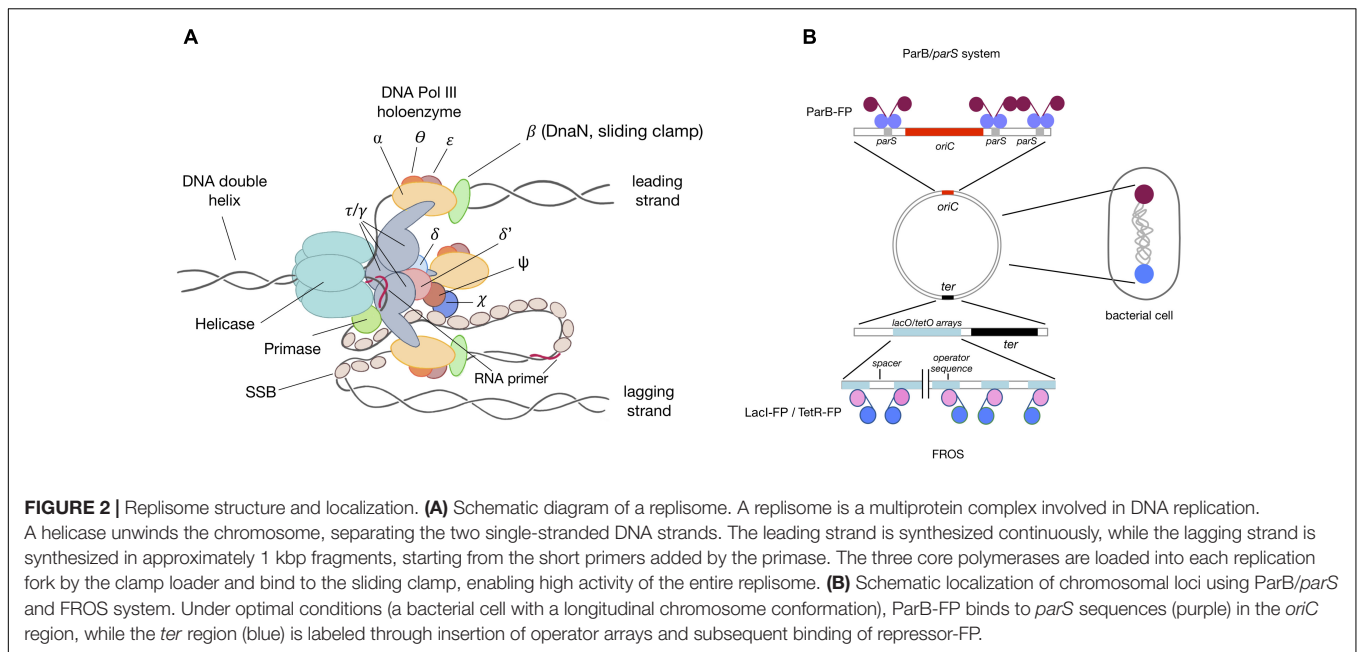 A
DNA Pol III
holoenzyme
α
θ
ε
β (DnaN, sliding clamp)
DNA double
helix
leading
strand
τ/γ
δ
δ'
ψ
χ
Helicase
Primase
SSB
RNA primer
lagging
strand
B
ParB/parS system
ParB-FP
parS
oriC
parS
parS
oriC
ter
bacterial cell
lacO/tetO arrays
ter
spacer
operator
sequence
LacI-FP / TetR-FP
FROS
FIGURE 2 | Replisome structure and localization. (A) Schematic diagram of a replisome. A replisome is a multiprotein complex involved in DNA replication.
A helicase unwinds the chromosome, separating the two single-stranded DNA strands. The leading strand is synthesized continuously, while the lagging strand is
synthesized in approximately 1 kbp fragments, starting from the short primers added by the primase. The three core polymerases are loaded into each replication
fork by the clamp loader and bind to the sliding clamp, enabling high activity of the entire replisome. (B) Schematic localization of chromosomal loci using ParB/parS
and FROS system. Under optimal conditions (a bacterial cell with a longitudinal chromosome conformation), ParB-FP binds to parS sequences (purple) in the oriC
region, while the ter region (blue) is labeled through insertion of operator arrays and subsequent binding of repressor-FP.